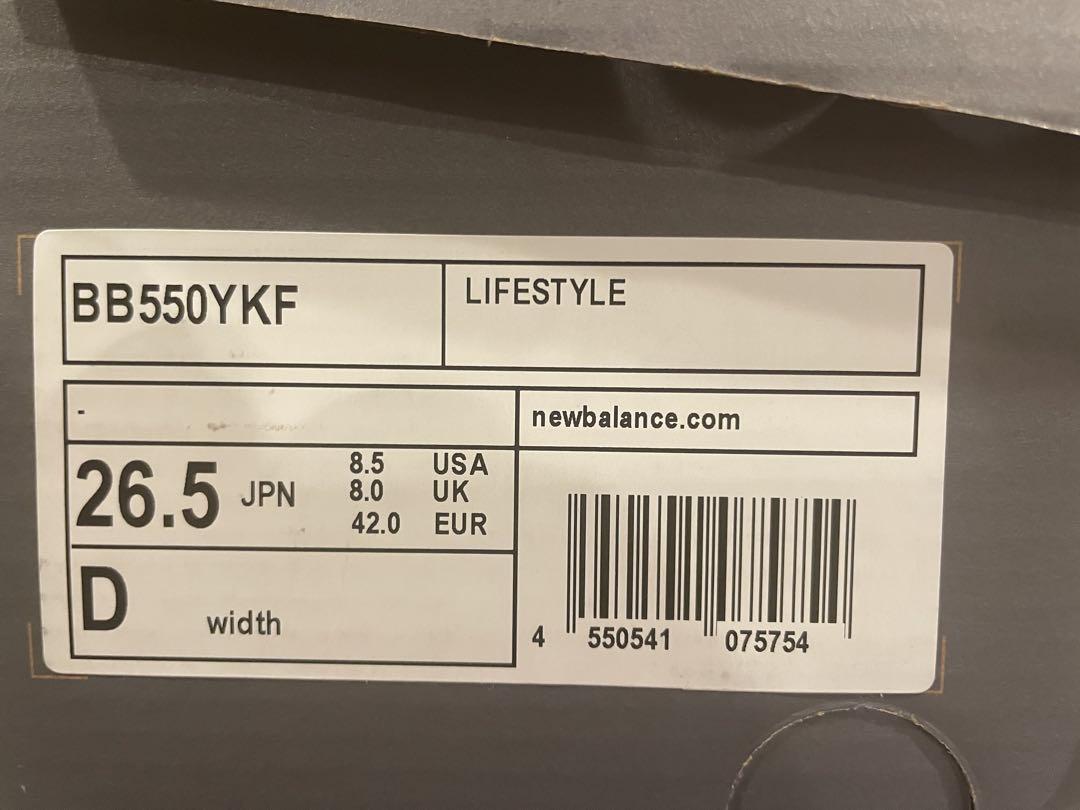 BB550YKF
LIFESTYLE
-
newbalance.com
26.5 JPN
8.5 USA
8.0 UK
42.0 EUR
D width
4 550541 075754